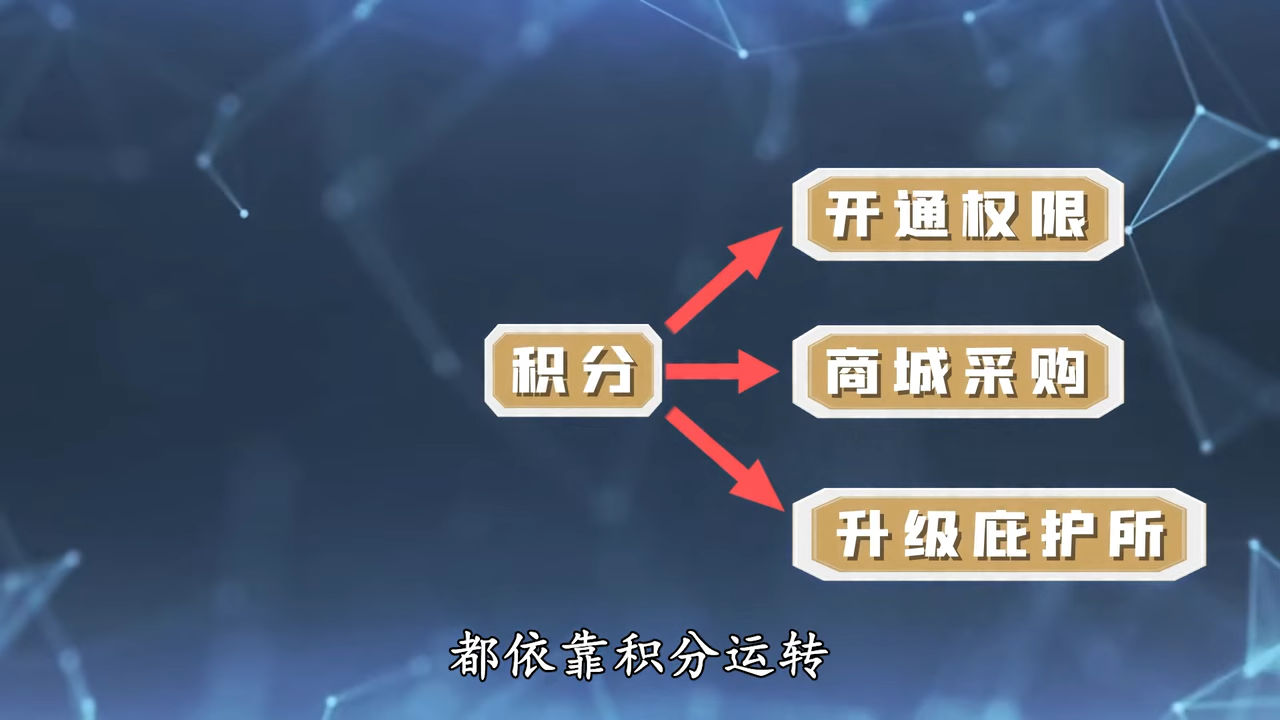 开通权限
积分
商城采购
升级庇护所
都依靠积分运转